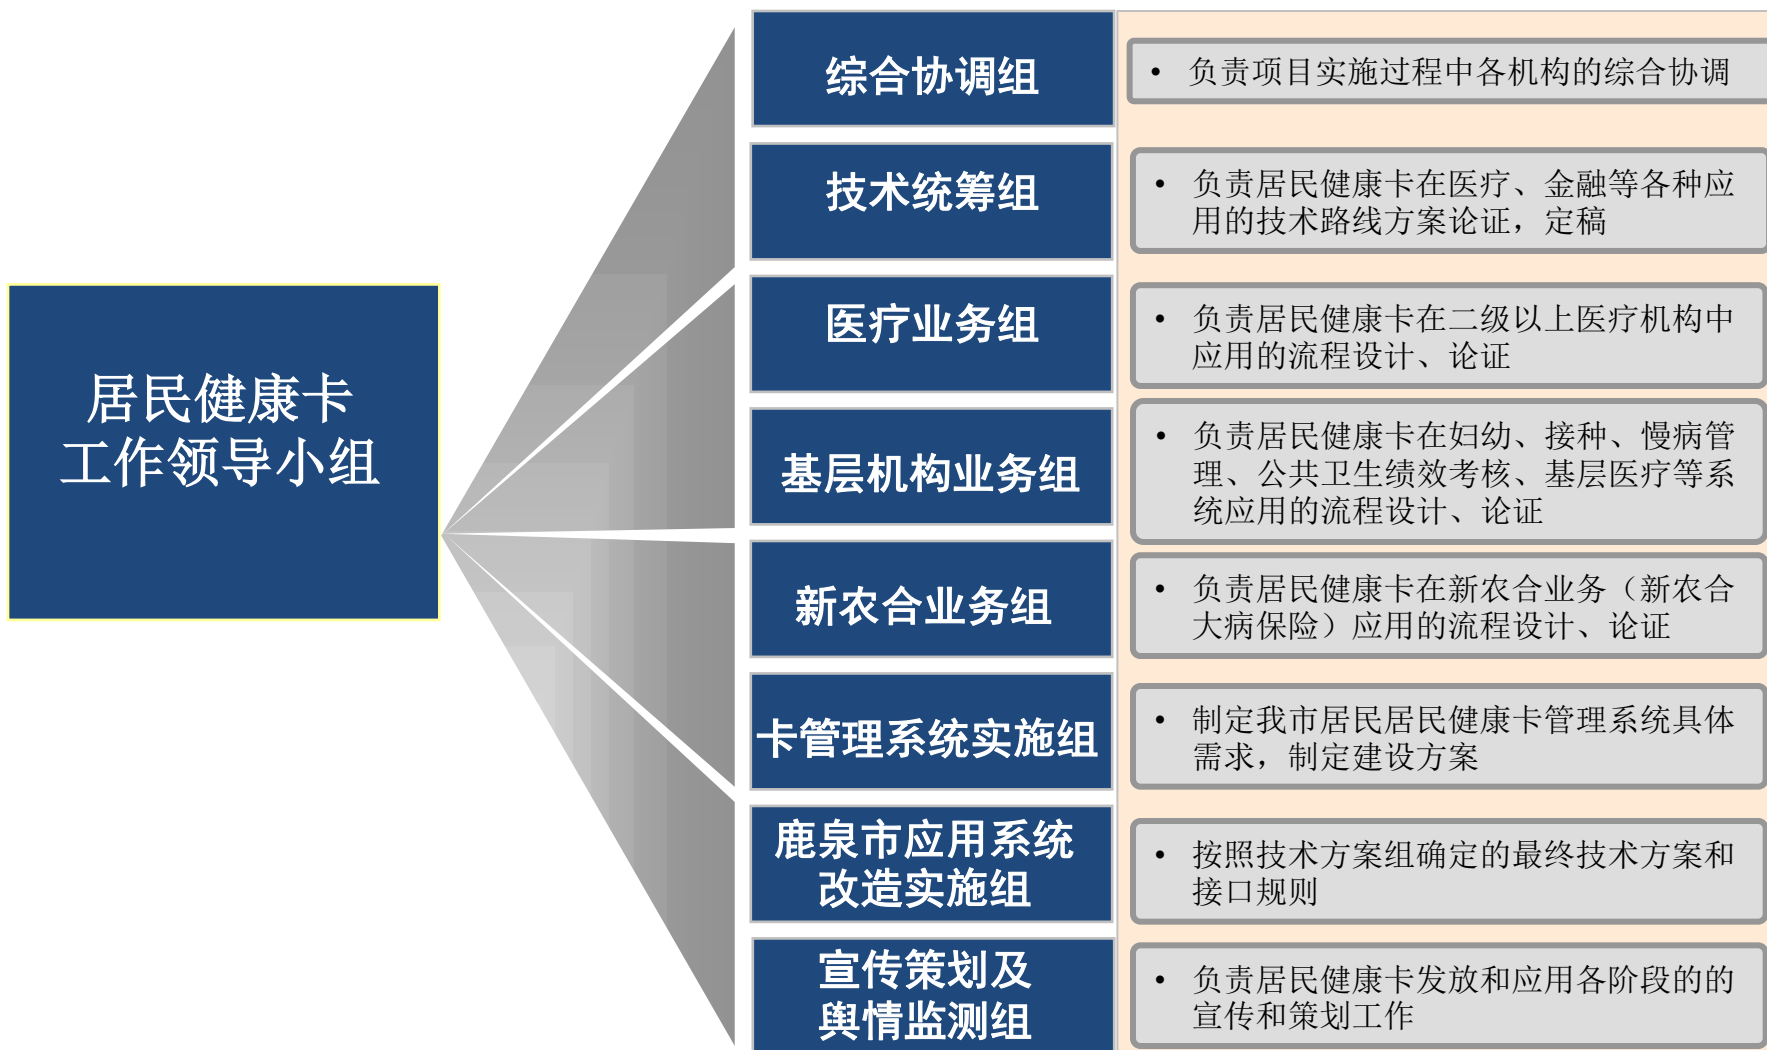 居民健康卡
工作领导小组
综合协调组
• 负责项目实施过程中各机构的综合协调
技术统筹组
• 负责居民健康卡在医疗、金融等各种应
用的技术路线方案论证，定稿
医疗业务组
• 负责居民健康卡在二级以上医疗机构中
应用的流程设计、论证
基层机构业务组
• 负责居民健康卡在妇幼、接种、慢病管
理、公共卫生绩效考核、基层医疗等系
统应用的流程设计、论证
新农合业务组
• 负责居民健康卡在新农合业务（新农合
大病保险）应用的流程设计、论证
卡管理系统实施组
• 制定我市居民居民健康卡管理系统具体
需求，制定建设方案
鹿泉市应用系统
改造实施组
• 按照技术方案组确定的最终技术方案和
接口规则
宣传策划及
舆情监测组
• 负责居民健康卡发放和应用各阶段的的
宣传和策划工作